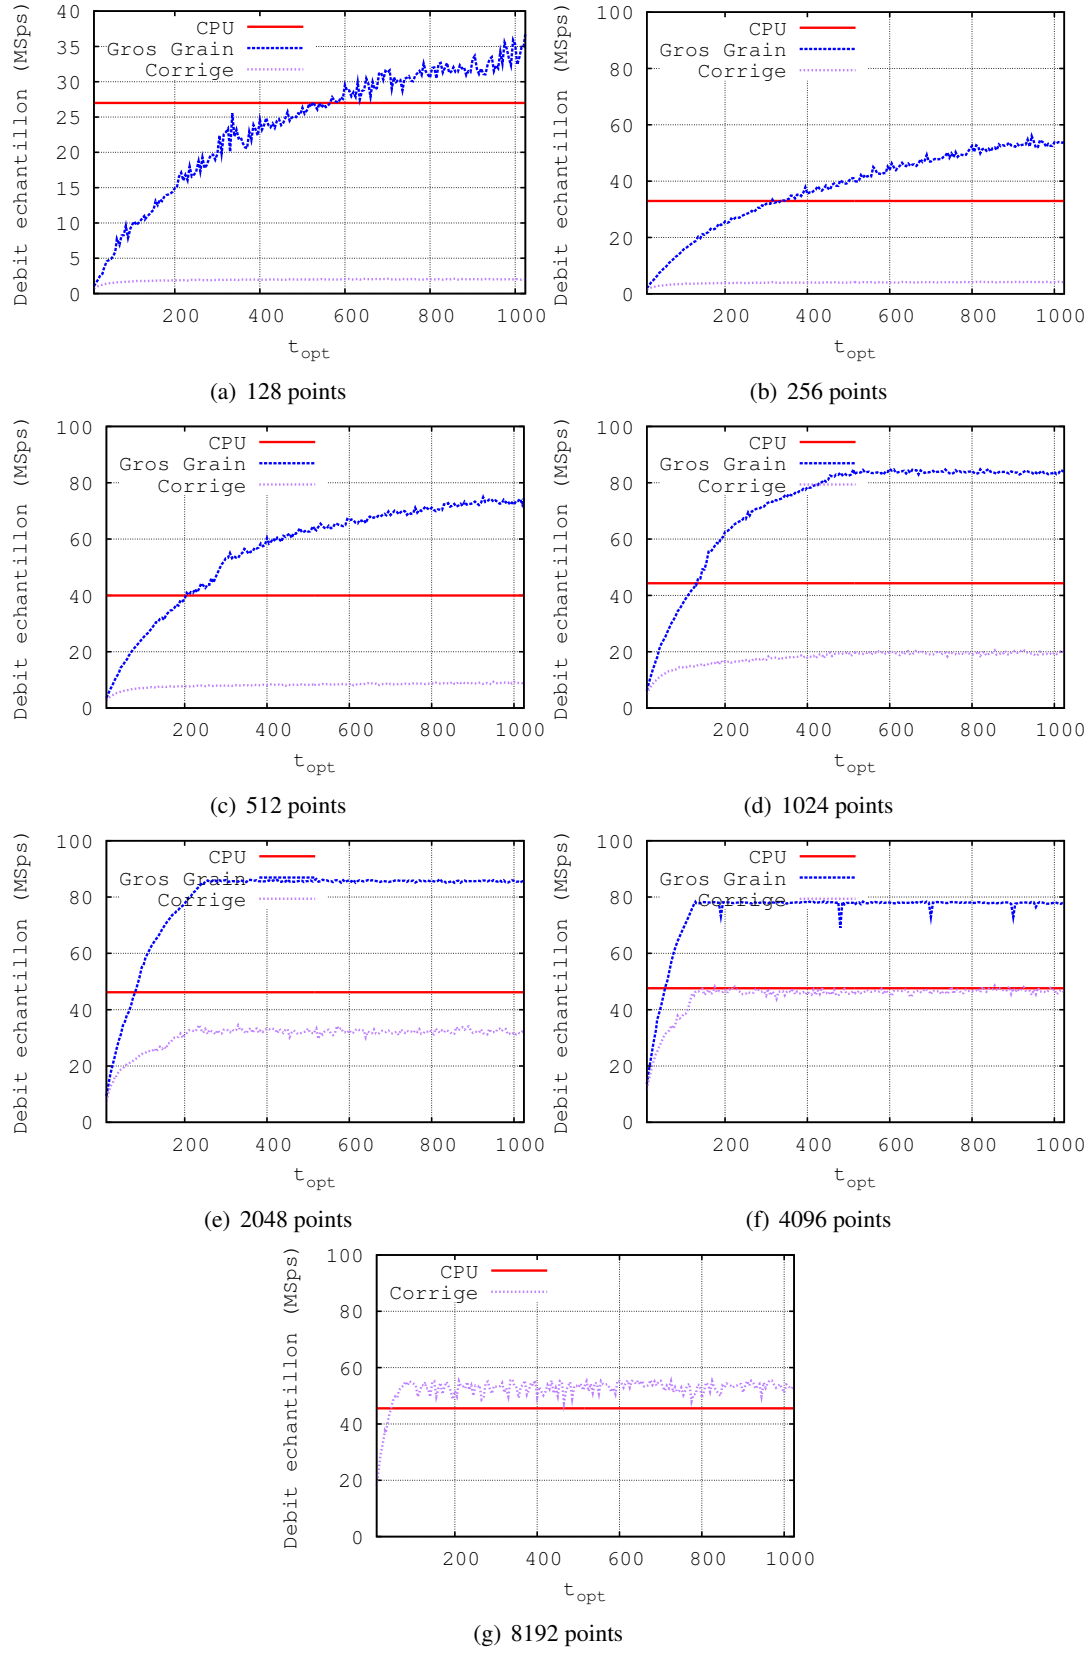 Debit echantillon (MSps)
40
35
30
25
20
15
10
5
0
CPU
Gros Grain
Corrige
200 400 600 800 1000
t_opt
(a) 128 points
Debit echantillon (MSps)
100
80
60
40
20
0
CPU
Gros Grain
Corrige
200 400 600 800 1000
t_opt
(b) 256 points
Debit echantillon (MSps)
100
80
60
40
20
0
CPU
Gros Grain
Corrige
200 400 600 800 1000
t_opt
(c) 512 points
Debit echantillon (MSps)
100
80
60
40
20
0
CPU
Gros Grain
Corrige
200 400 600 800 1000
t_opt
(d) 1024 points
Debit echantillon (MSps)
100
80
60
40
20
0
CPU
Gros Grain
Corrige
200 400 600 800 1000
t_opt
(e) 2048 points
Debit echantillon (MSps)
100
80
60
40
20
0
CPU
Gros Grain
Corrige
200 400 600 800 1000
t_opt
(f) 4096 points
Debit echantillon (MSps)
100
80
60
40
20
0
CPU
Corrige
200 400 600 800 1000
t_opt
(g) 8192 points